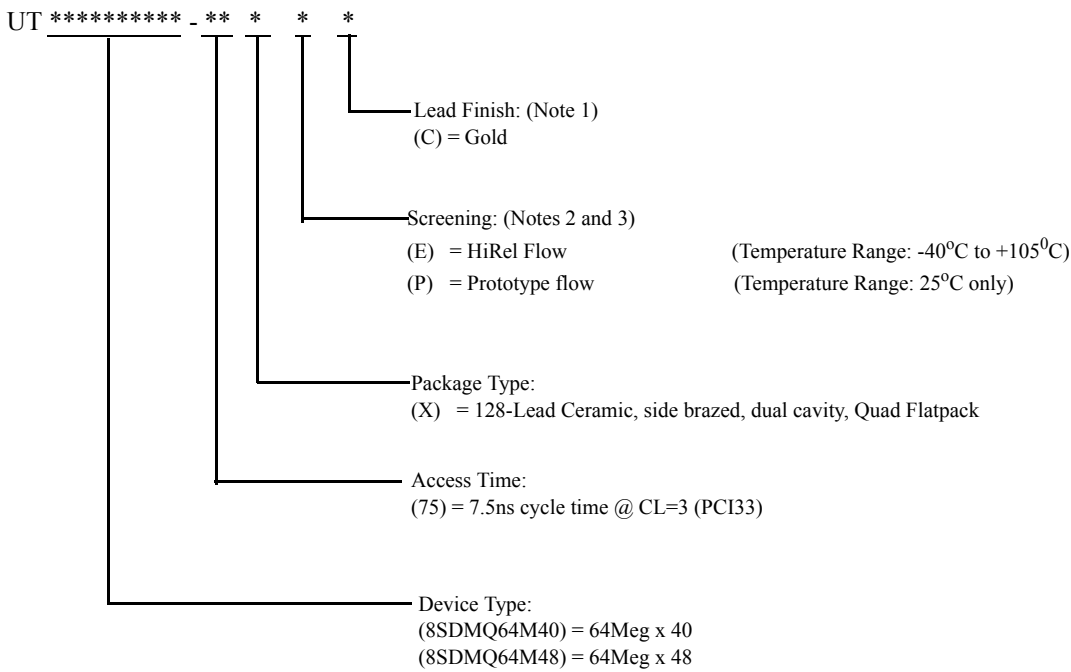 UT ********** - ** * * *
Lead Finish: (Note 1)
(C) = Gold
Screening: (Notes 2 and 3)
(E) = HiRel Flow (Temperature Range: -40°C to +105⁰C)
(P) = Prototype flow (Temperature Range: 25°C only)
Package Type:
(X) = 128-Lead Ceramic, side brazed, dual cavity, Quad Flatpack
Access Time:
(75) = 7.5ns cycle time @ CL=3 (PCI33)
Device Type:
(8SDMQ64M40) = 64Meg x 40
(8SDMQ64M48) = 64Meg x 48